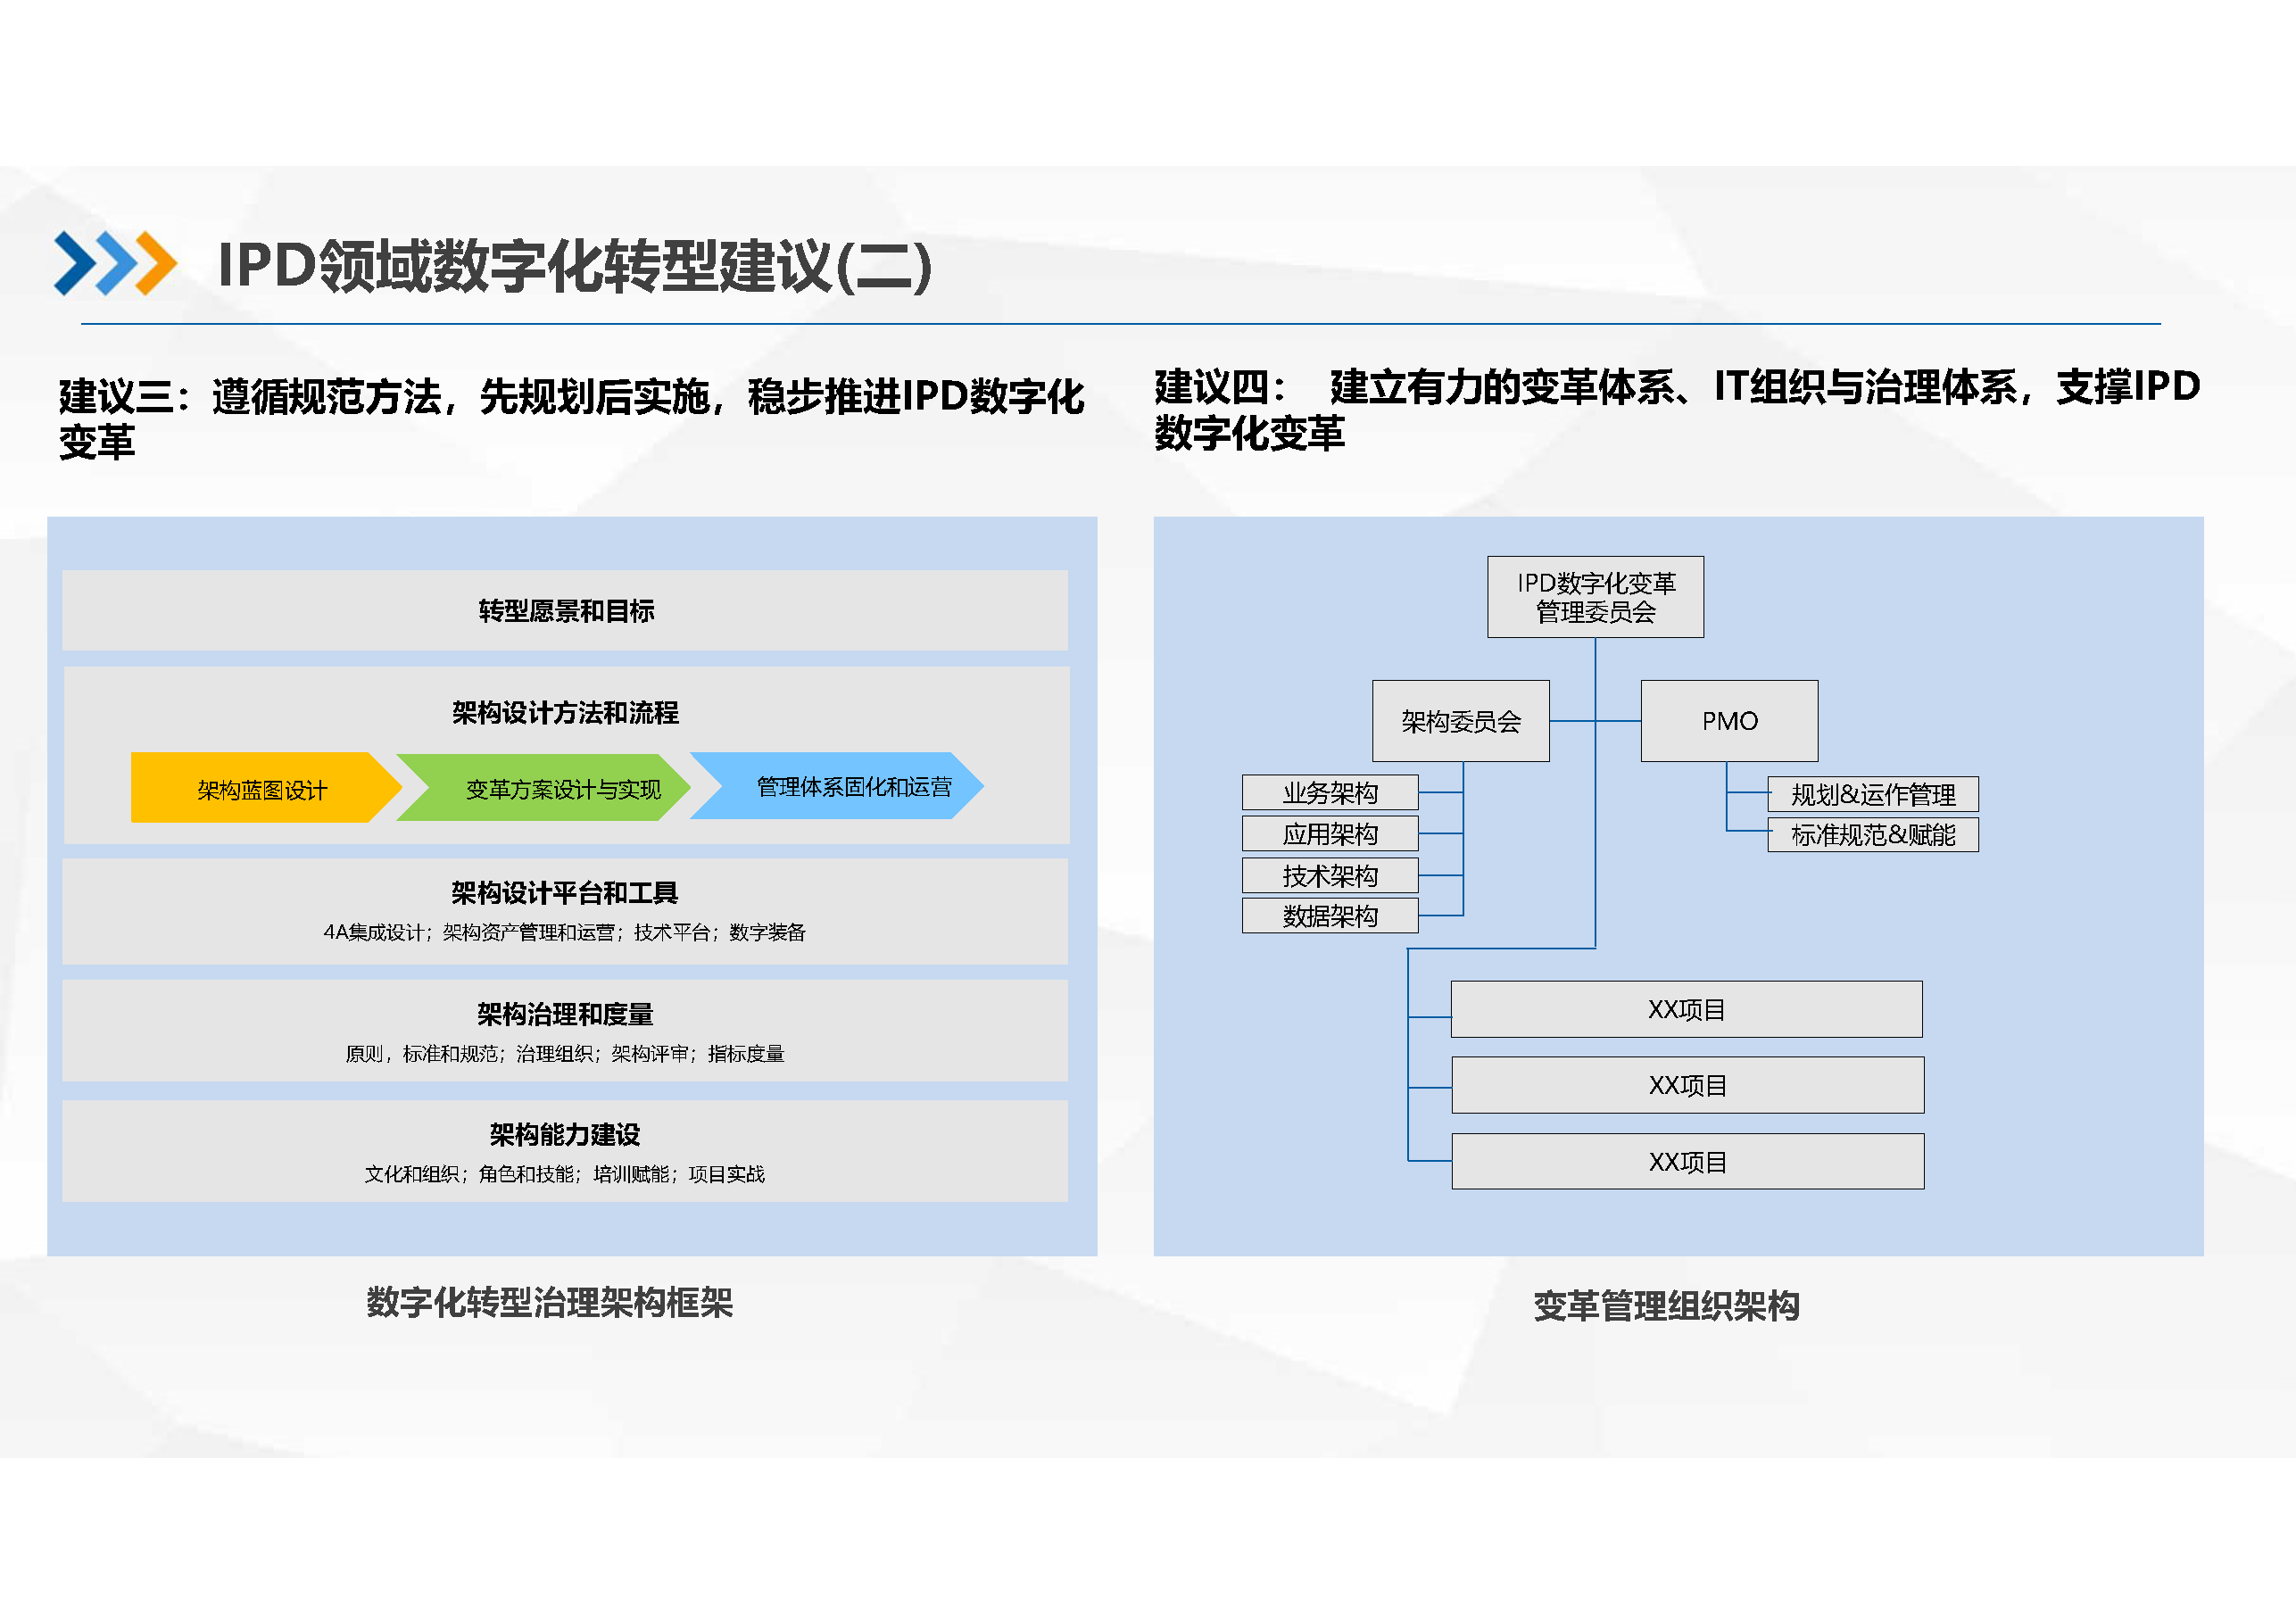 IPD领域数字化转型建议(二)
建议三：遵循规范方法，先规划后实施，稳步推进IPD数字化
变革
转型愿景和目标
架构设计方法和流程
架构蓝图设计
变革方案设计与实现
管理体系固化和运营
架构设计平台和工具
4A集成设计；架构资产管理和运营；技术平台；数字装备
架构治理和度量
原则，标准和规范；治理组织；架构评审；指标度量
架构能力建设
文化和组织；角色和技能；培训赋能；项目实战
数字化转型治理架构框架
建议四： 建立有力的变革体系、IT组织与治理体系，支撑IPD
数字化变革
IPD数字化变革
管理委员会
架构委员会
PMO
业务架构
应用架构
技术架构
数据架构
规划&运作管理
标准规范&赋能
XX项目
XX项目
XX项目
变革管理组织架构